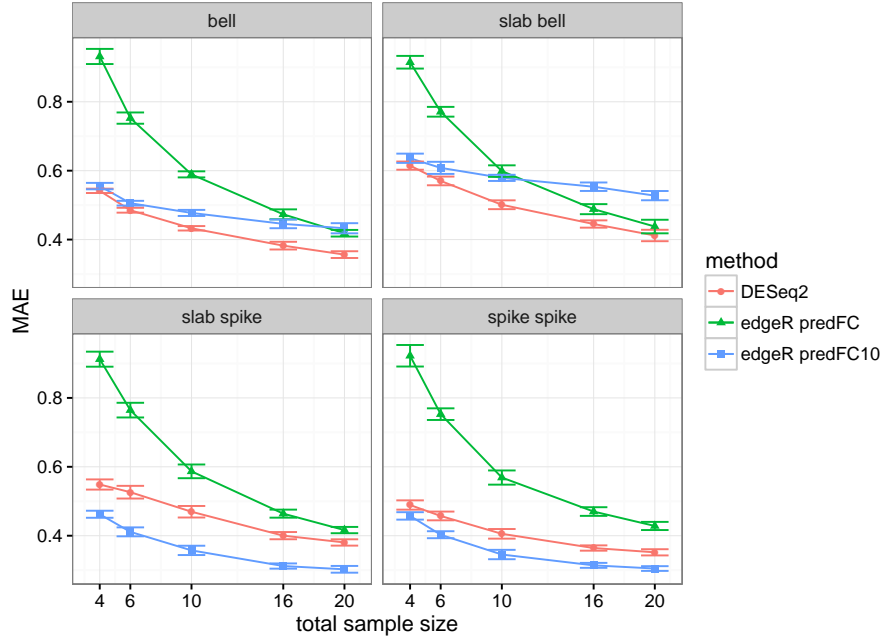 bell
slab bell
0.8
0.6
0.4
MAE
slab spike
spike spike
0.8
0.6
0.4
4 6 10 16 20
4 6 10 16 20
total sample size
method
DESeq2
edgeR predFC
edgeR predFC10